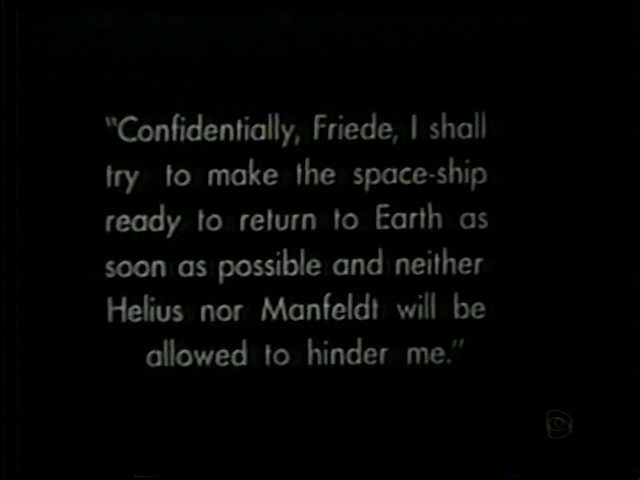 "Confidentially, Friede, I shall
try to make the space-ship
ready to return to Earth as
soon as possible and neither
Helius nor Manfeldt will be
allowed to hinder me."